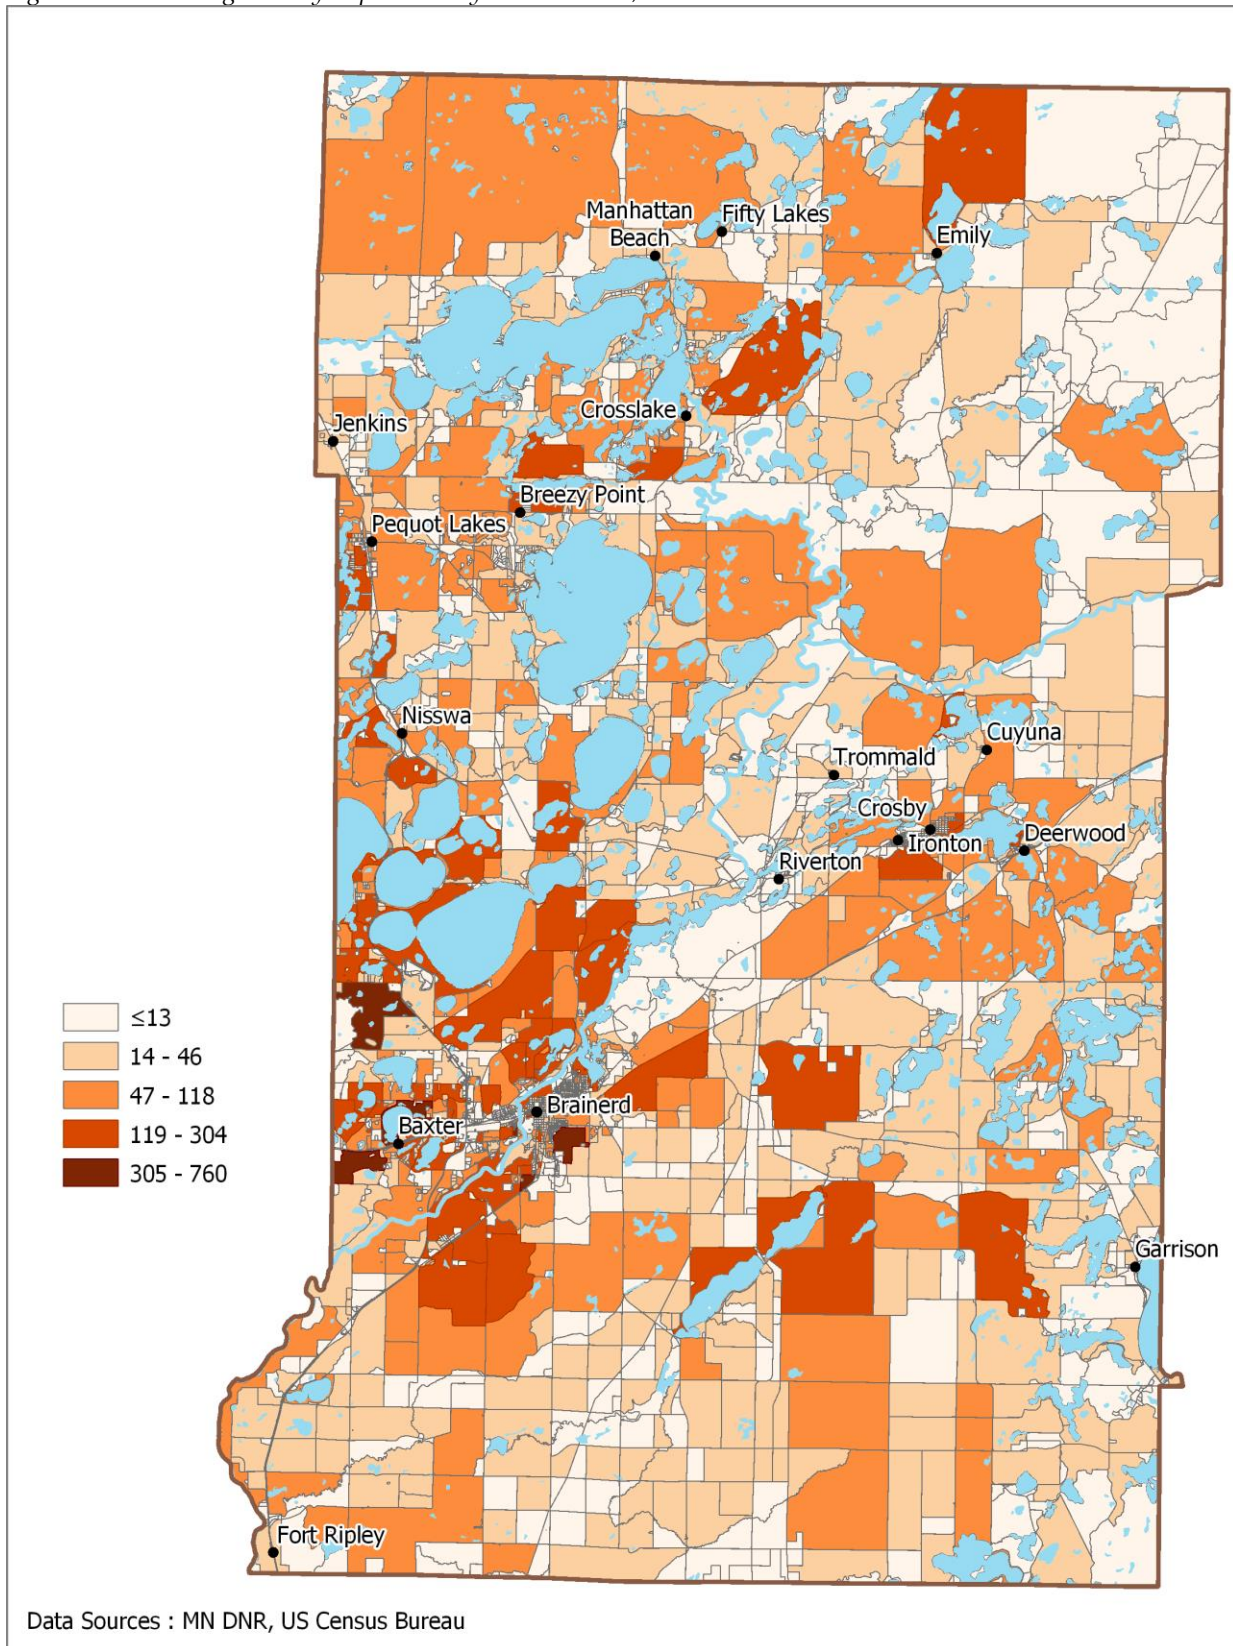 Manhattan
Beach
Fifty Lakes
Emily
Crosslake
Jenkins
Breezy Point
Pequot Lakes
Nisswa
Cuyuna
Trommald
Crosby
Deerwood
Ironton
Riverton
≤13
14 - 46
47 - 118
119 - 304
305 - 760
Brainerd
Baxter
Garrison
Fort Ripley
Data Sources : MN DNR, US Census Bureau